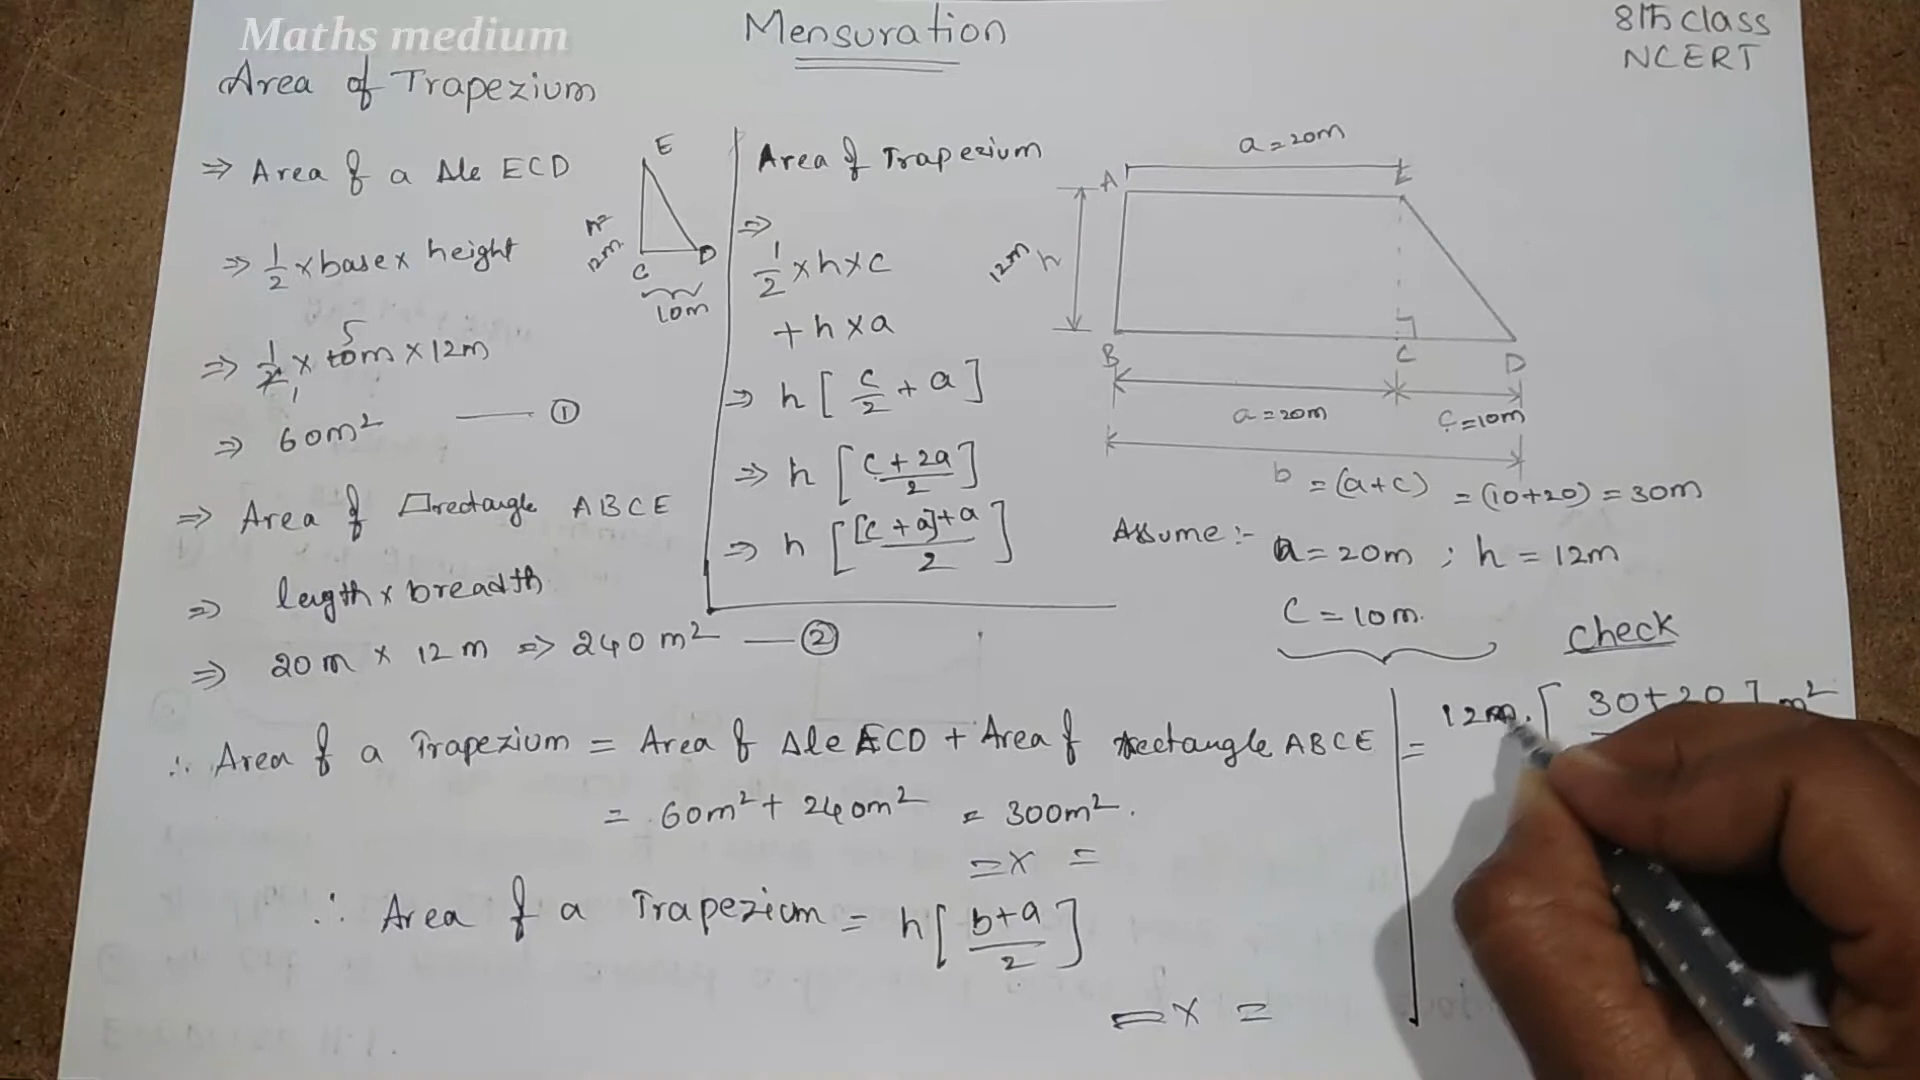 Maths medium
Mensuration
8th class
NCERT
Area of Trapezium
⇒ Area of a Δle ECD
⇒ 1/2 × base × height
⇒ 1/2 × 10m × 12m
5
1
⇒ 60m² —— ①
E
12m
C
D
10m
⇒ Area of ▱rectangle ABCE
⇒ length × breadth
⇒ 20m × 12m ⇒ 240m² —— ②
Area of Trapezium
⇒
1/2 × h × c
+ h × a
⇒ h [c/2 + a]
⇒ h [(c + 2a)/2]
⇒ h [([c + a] + a)/2]
a = 20m
A
E
12m
h
B
C
D
a = 20m
c = 10m
b = (a+c) = (10+20) = 30m
Assume :- a = 20m ; h = 12m
C = 10m.
check
∴ Area of a Trapezium = Area of Δle ECD + Area of rectangle ABCE
= 60m² + 240m² = 300m².
= x =
∴ Area of a Trapezium = h [(b+a)/2]
= x =
= 12m. [30+20] m²